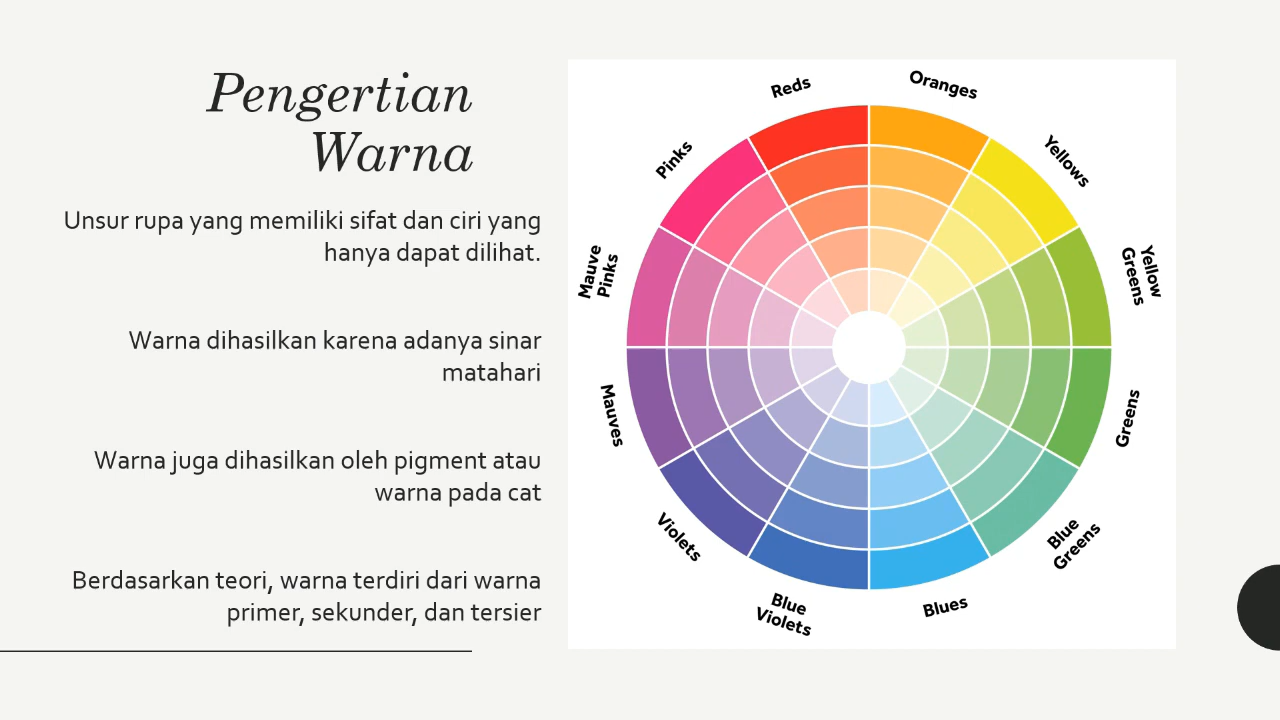 Pengertian
Warna
Unsur rupa yang memiliki sifat dan ciri yang
hanya dapat dilihat.
Warna dihasilkan karena adanya sinar
matahari
Warna juga dihasilkan oleh pigment atau
warna pada cat
Berdasarkan teori, warna terdiri dari warna
primer, sekunder, dan tersier
Reds
Oranges
Yellows
Yellow
Greens
Greens
Blue
Greens
Blues
Blue
Violets
Violets
Mauves
Mauve
Pinks
Pinks